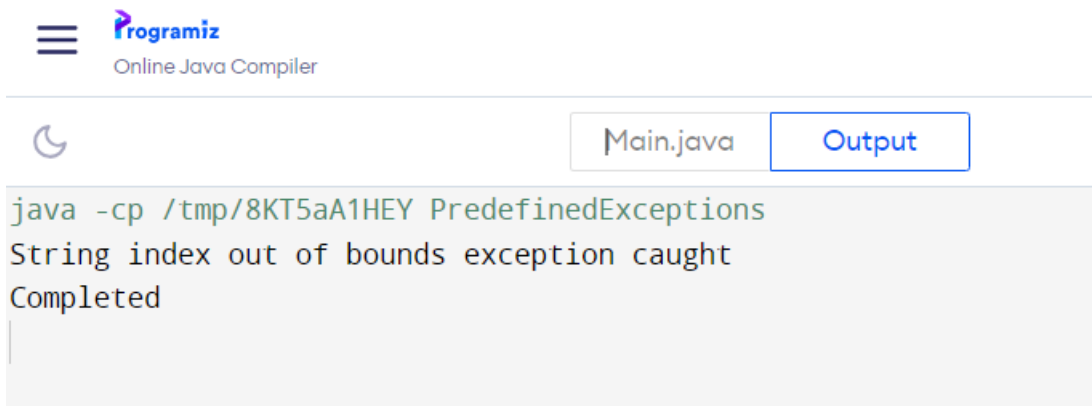 Programiz
Online Java Compiler
Main.java
Output
java -cp /tmp/8KT5aA1HEY PredefinedExceptions
String index out of bounds exception caught
Completed